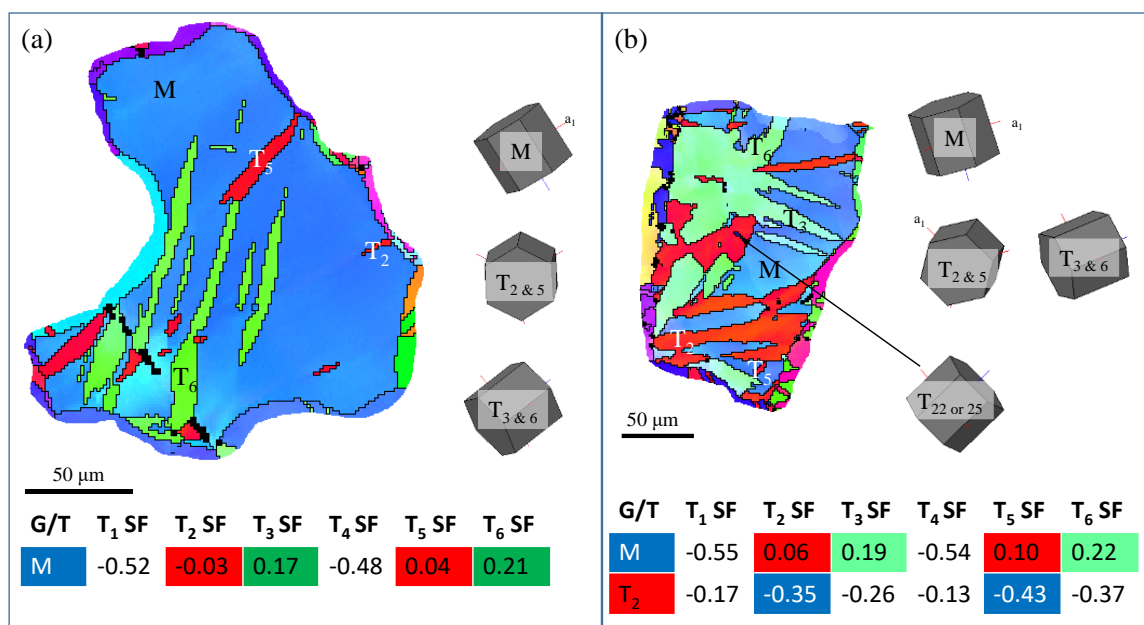 (a)
M
T5
T2
T6
50 μm
a1
M
T2 & 5
T3 & 6
G/T T1 SF T2 SF T3 SF T4 SF T5 SF T6 SF
M -0.52 -0.03 0.17 -0.48 0.04 0.21
(b)
T6
T3
M
T2
T5
50 μm
M
a1
a1
T2 & 5
T3 & 6
T22 or 25
G/T T1 SF T2 SF T3 SF T4 SF T5 SF T6 SF
M -0.55 0.06 0.19 -0.54 0.10 0.22
T2 -0.17 -0.35 -0.26 -0.13 -0.43 -0.37